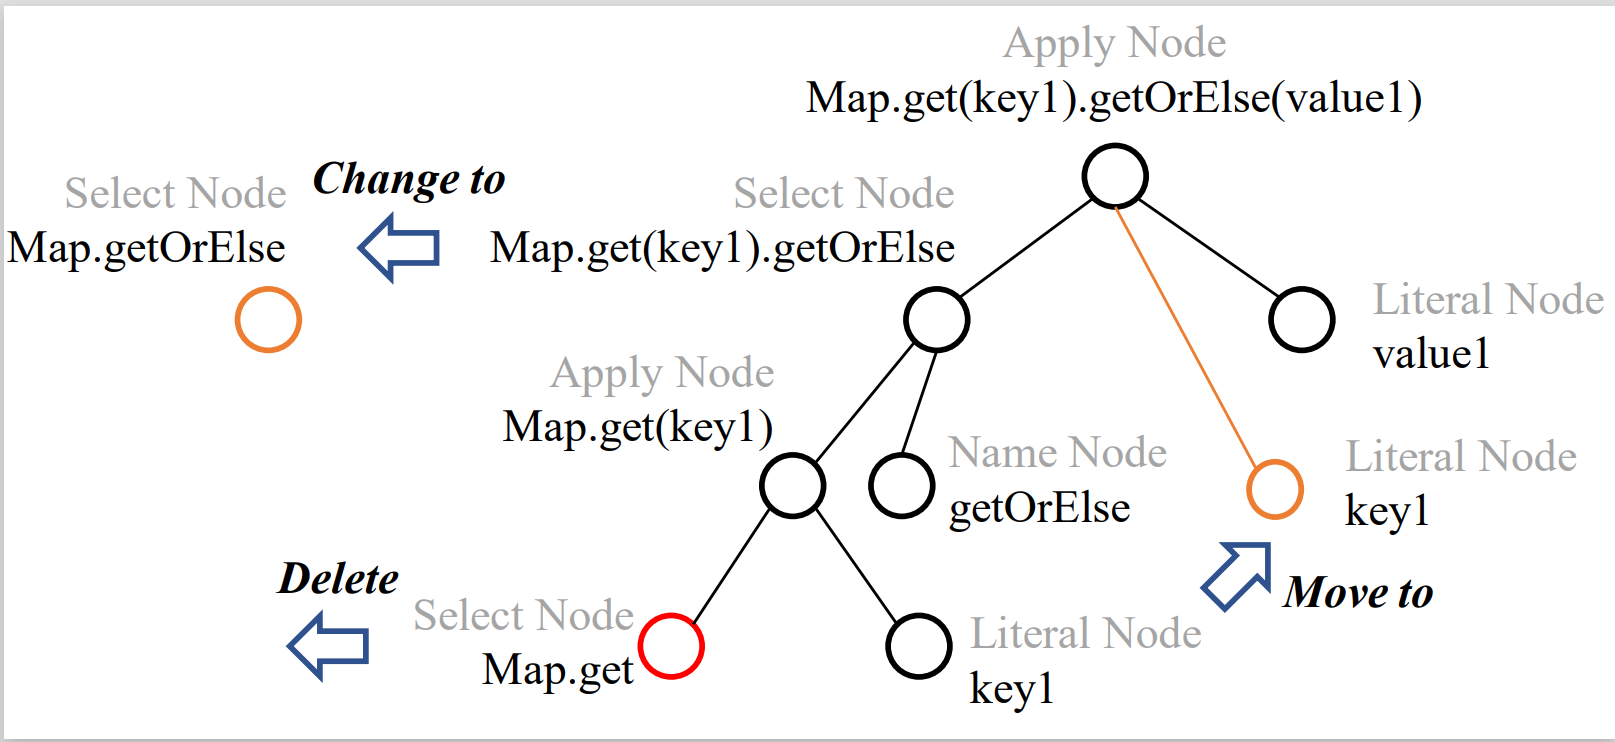 Apply Node
Map.get(key1).getOrElse(value1)
Select Node
Map.getOrElse
Change to
Select Node
Map.get(key1).getOrElse
Literal Node
value1
Apply Node
Map.get(key1)
Name Node
getOrElse
Literal Node
key1
Move to
Delete
Select Node
Map.get
Literal Node
key1